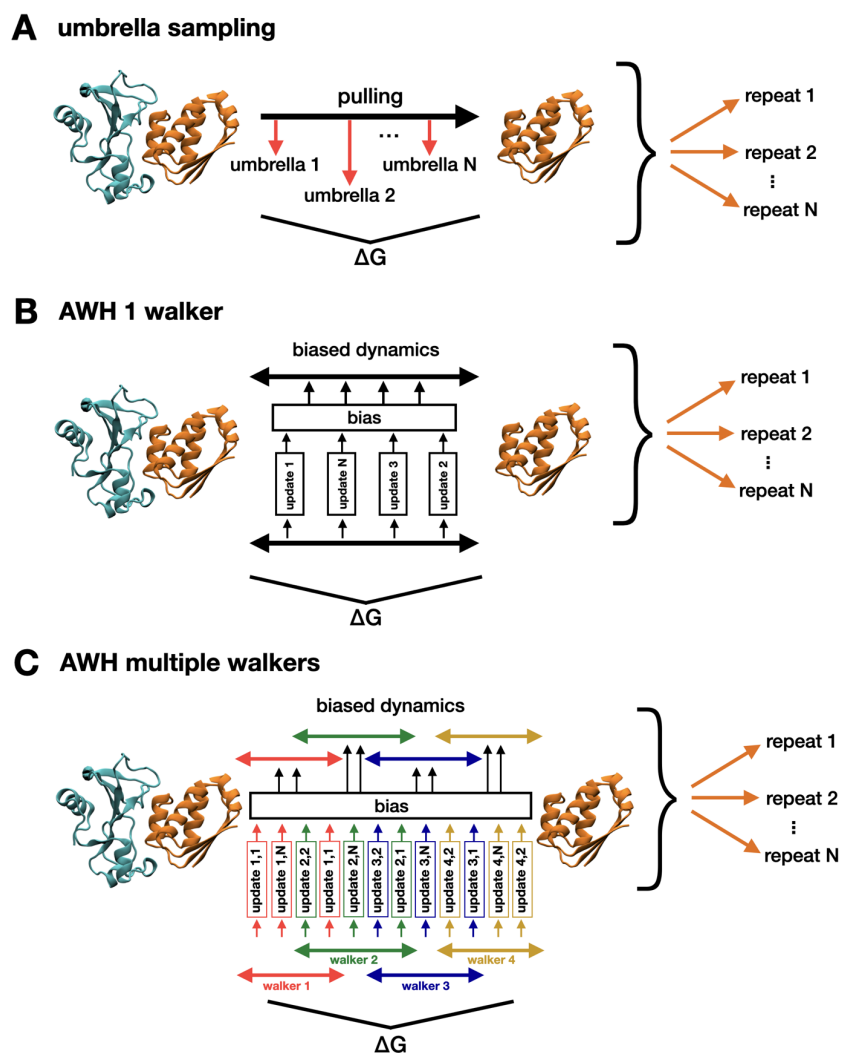 A umbrella sampling
pulling
...
umbrella 1
umbrella N
umbrella 2
ΔG
repeat 1
repeat 2
...
repeat N
B AWH 1 walker
biased dynamics
bias
update 1
update N
update 3
update 2
ΔG
repeat 1
repeat 2
...
repeat N
C AWH multiple walkers
biased dynamics
bias
update 1,1
update 1,N
update 2,2
update 1,1
update 2,N
update 3,2
update 2,1
update 3,N
update 4,2
update 3,1
update 4,N
update 4,2
walker 2
walker 4
walker 1
walker 3
ΔG
repeat 1
repeat 2
...
repeat N